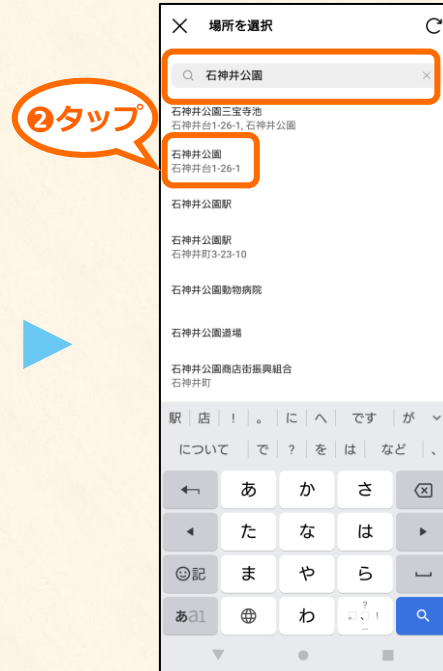 場所を選択
石神井公園
❷タップ
石神井公園三宝寺池
石神井台1-26-1, 石神井公園
石神井公園
石神井台1-26-1
石神井公園駅
石神井公園駅
石神井町3-23-10
石神井公園動物病院
石神井公園道場
石神井公園商店街振興組合
石神井町
駅 店 ! 。 に へ です が
について で ? を は など 、
あ か さ
た な は
記 ま や ら
あa1 わ 、 ? !